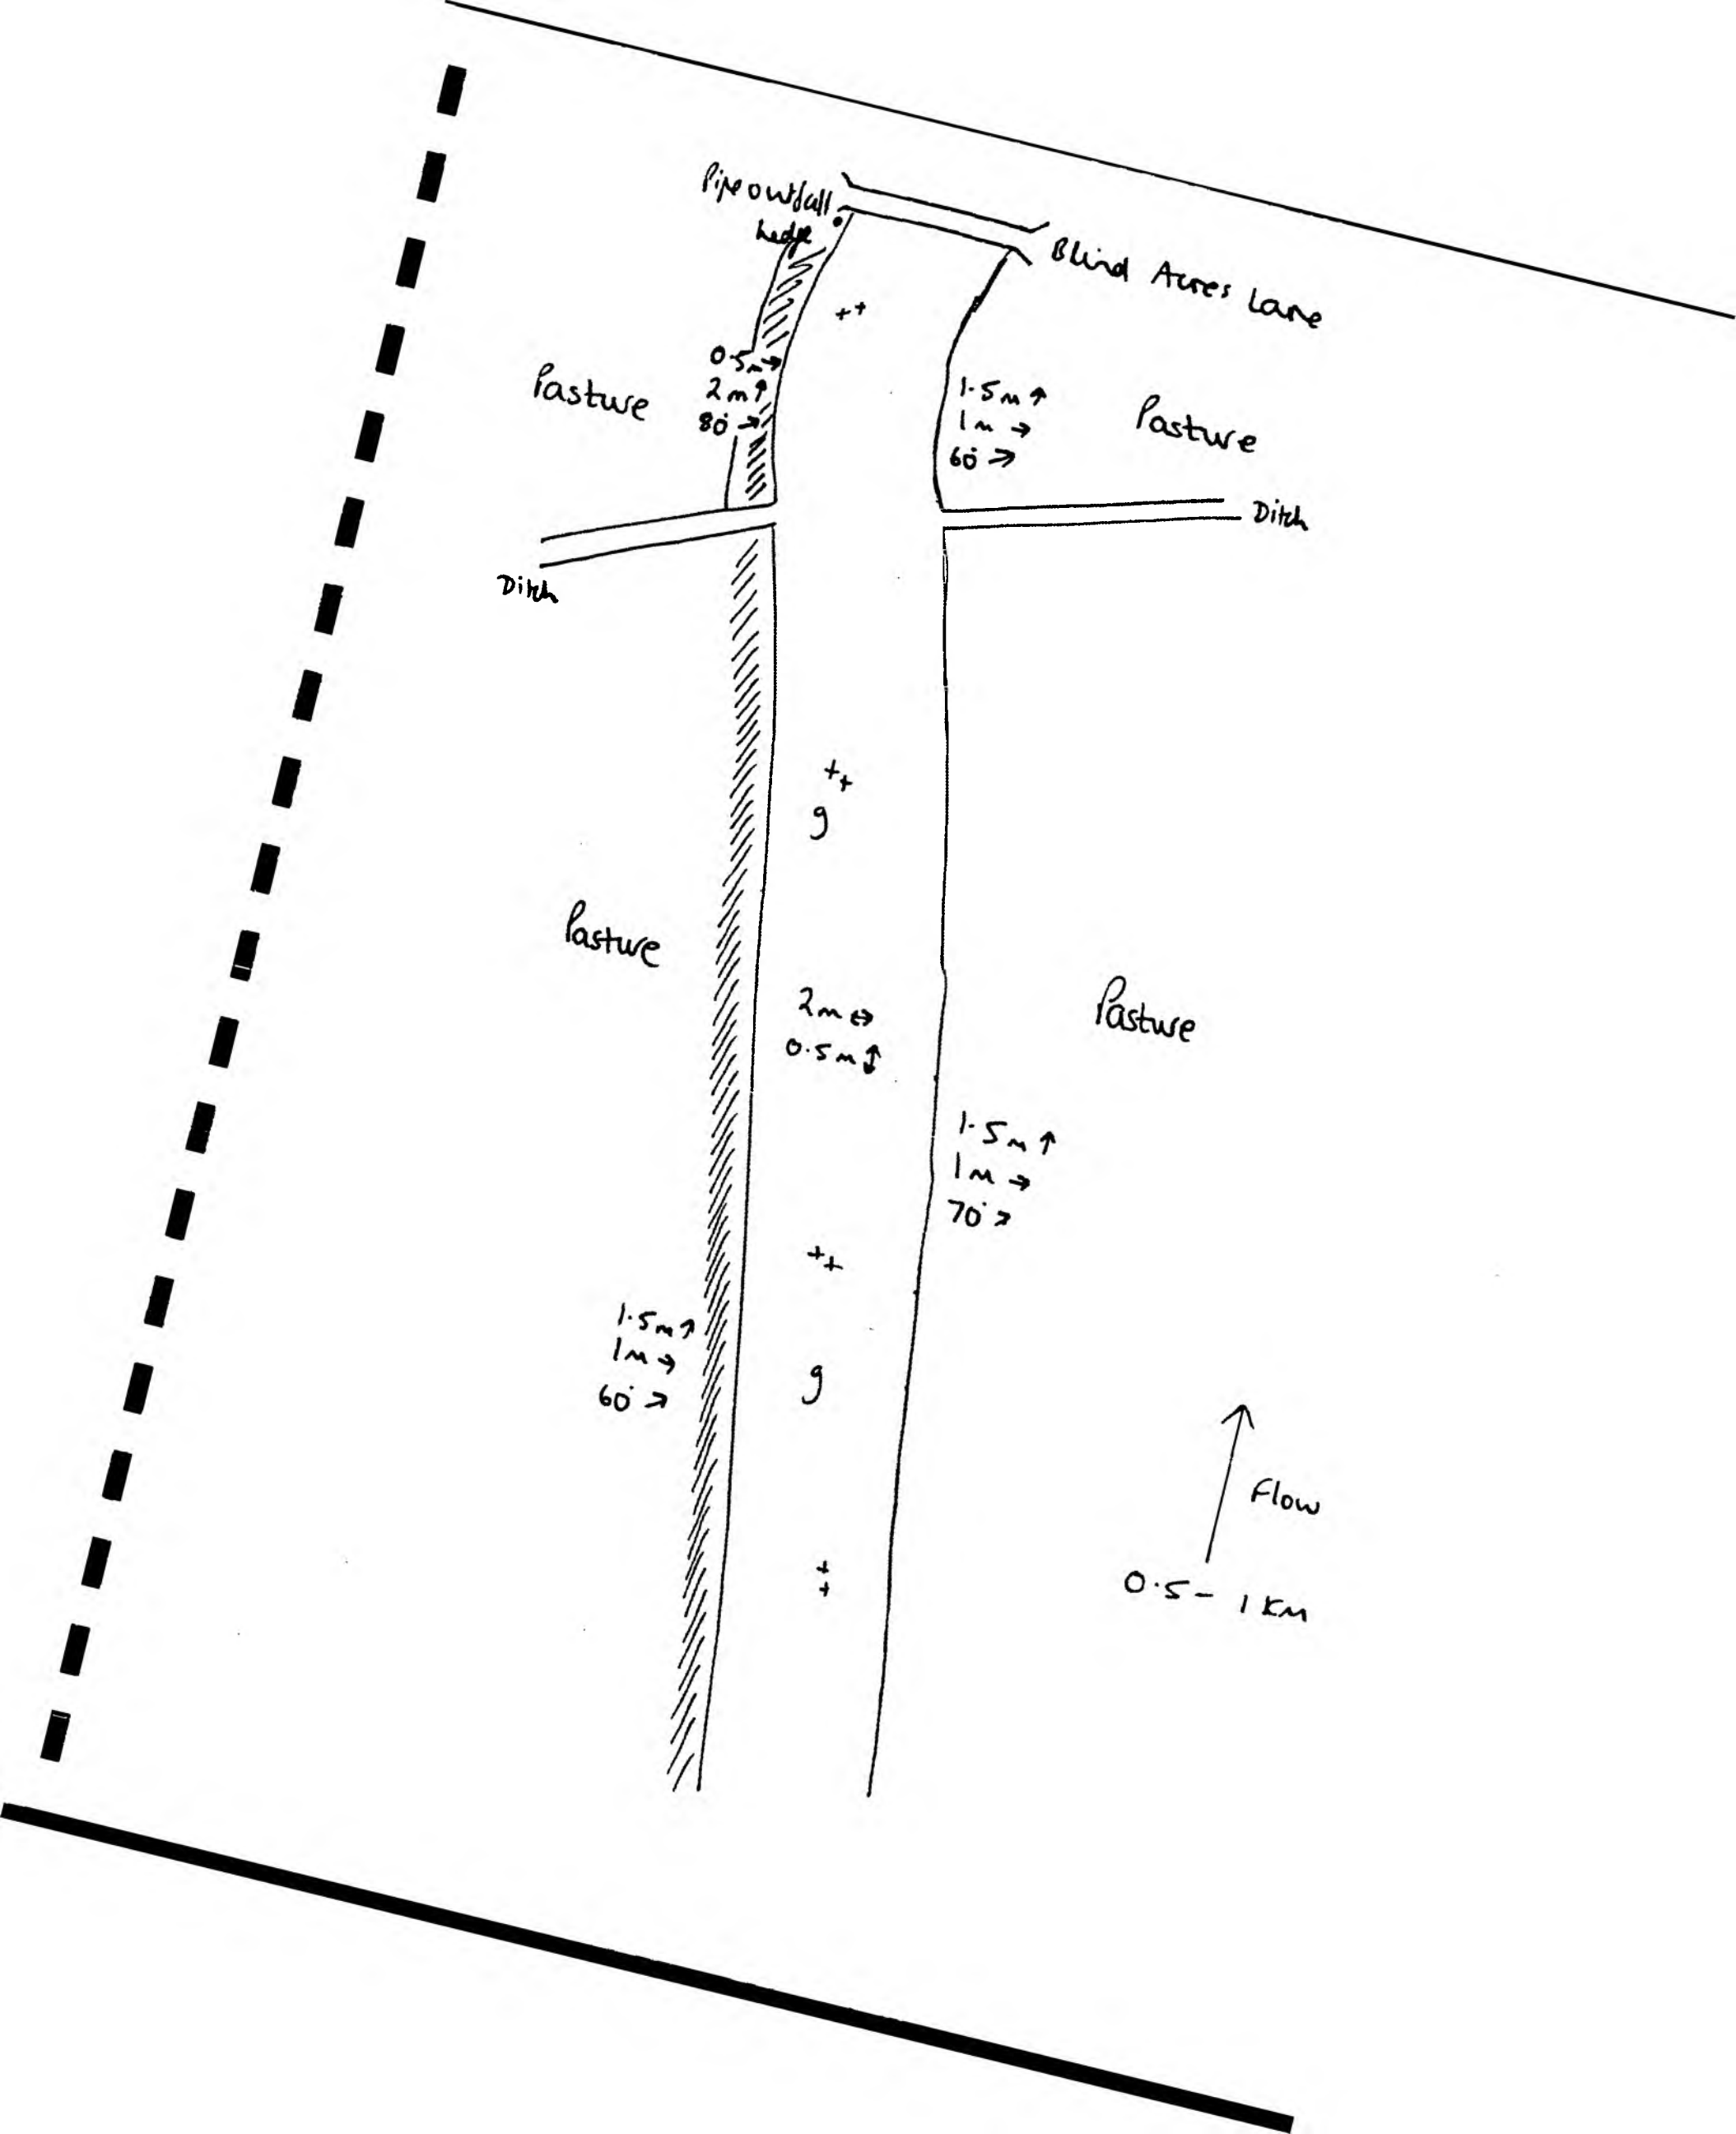 Pipe outfall
hedge
Blind Acres Lane
++
0.5m→
2m↑
80°→
Pasture
1.5m↑
1m→
60°→
Pasture
Ditch
Ditch
++
g
Pasture
2m↔
0.5m↕
Pasture
1.5m↑
1m→
70°→
++
1.5m↑
1m→
60°→
g
Flow
++
0.5 - 1 KM